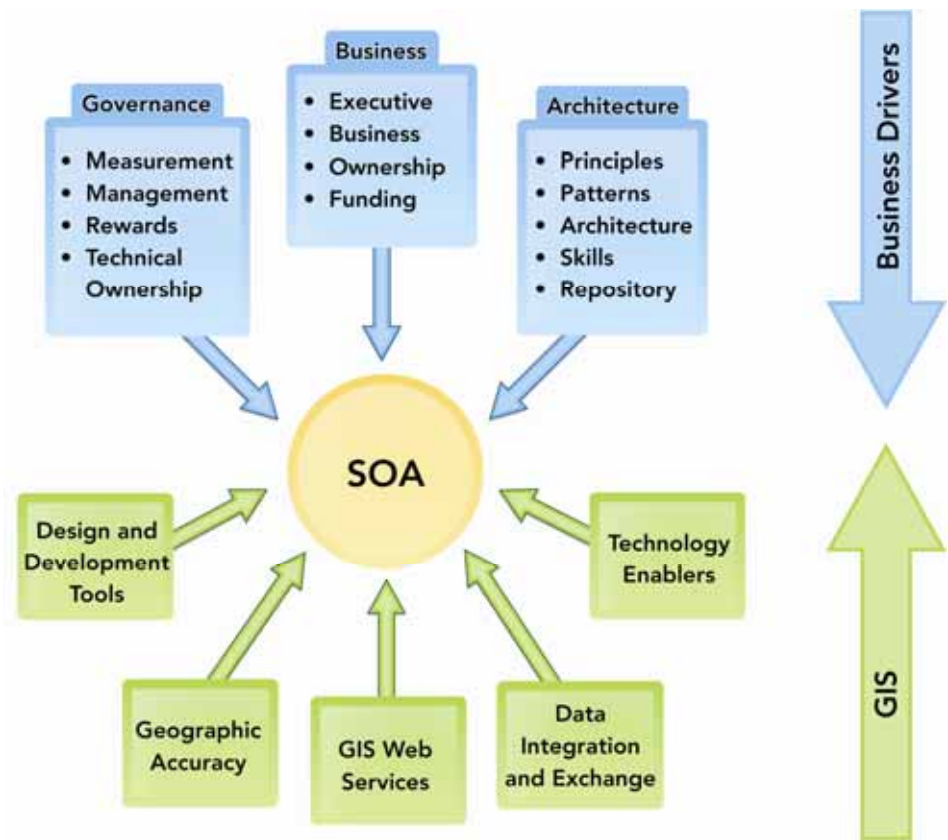 Governance
• Measurement
• Management
• Rewards
• Technical
Ownership
Business
• Executive
• Business
• Ownership
• Funding
Architecture
• Principles
• Patterns
• Architecture
• Skills
• Repository
Business Drivers
SOA
Design and
Development
Tools
Geographic
Accuracy
GIS Web
Services
Data
Integration
and Exchange
Technology
Enablers
GIS